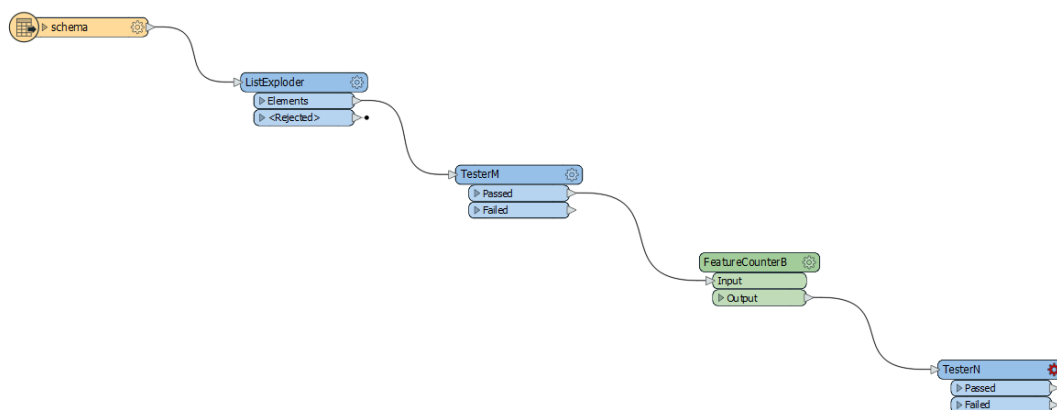 schema
ListExploder
Elements
<Rejected>
TesterM
Passed
Failed
FeatureCounterB
Input
Output
TesterN
Passed
Failed